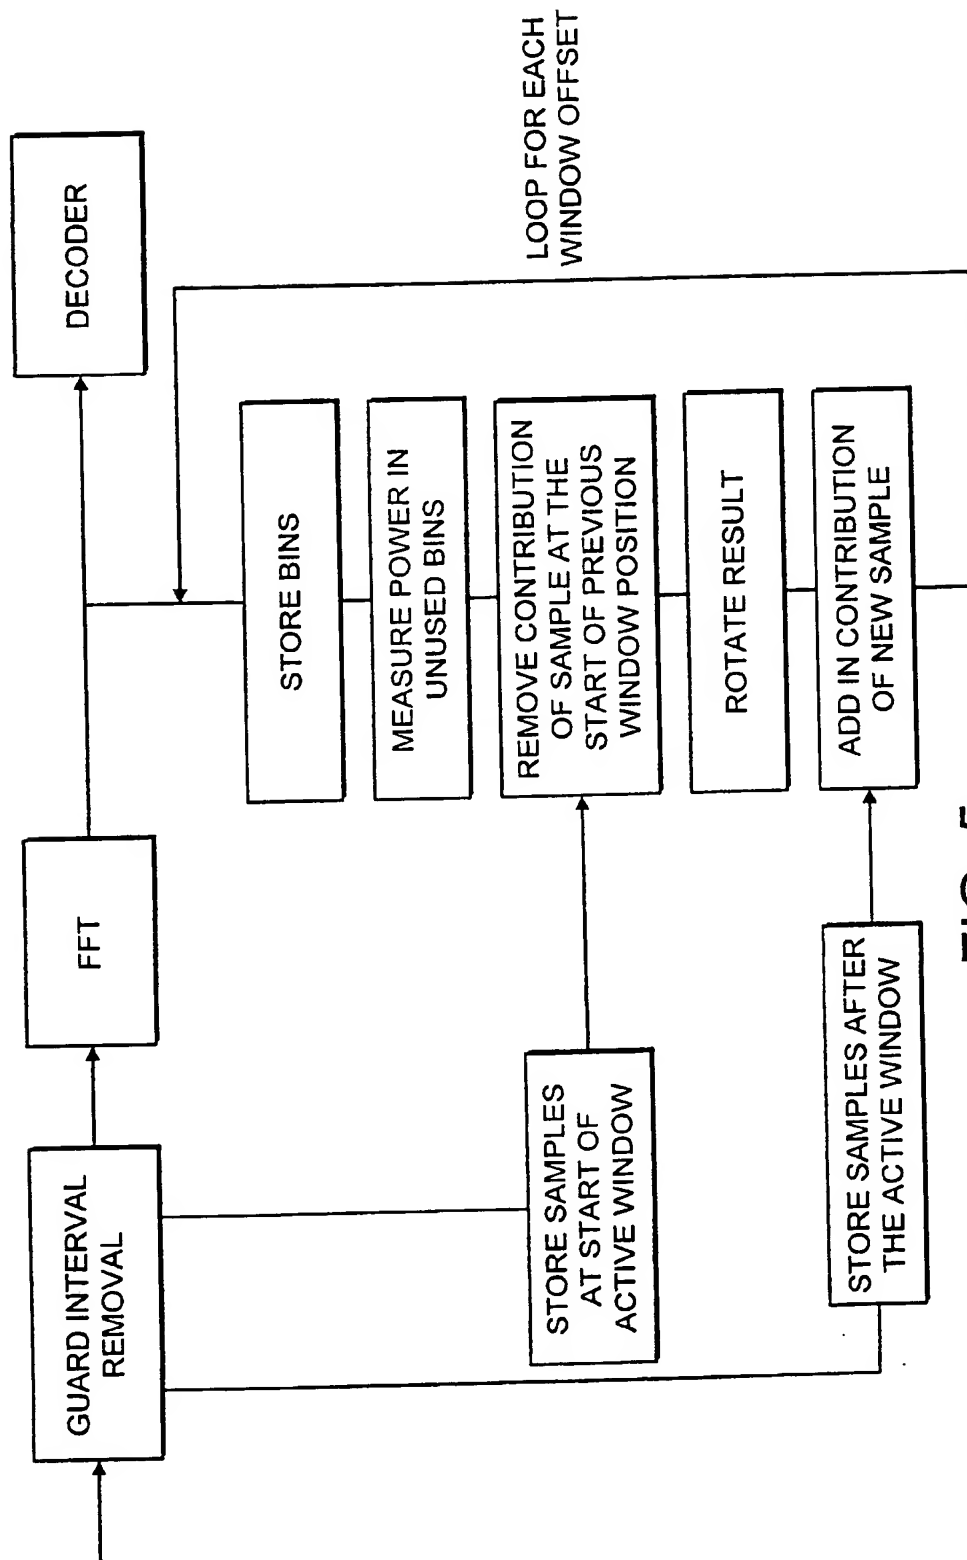 GUARD INTERVAL
REMOVAL
FFT
DECODER
STORE BINS
MEASURE POWER IN
UNUSED BINS
REMOVE CONTRIBUTION
OF SAMPLE AT THE
START OF PREVIOUS
WINDOW POSITION
ROTATE RESULT
ADD IN CONTRIBUTION
OF NEW SAMPLE
LOOP FOR EACH
WINDOW OFFSET
STORE SAMPLES
AT START OF
ACTIVE WINDOW
STORE SAMPLES AFTER
THE ACTIVE WINDOW